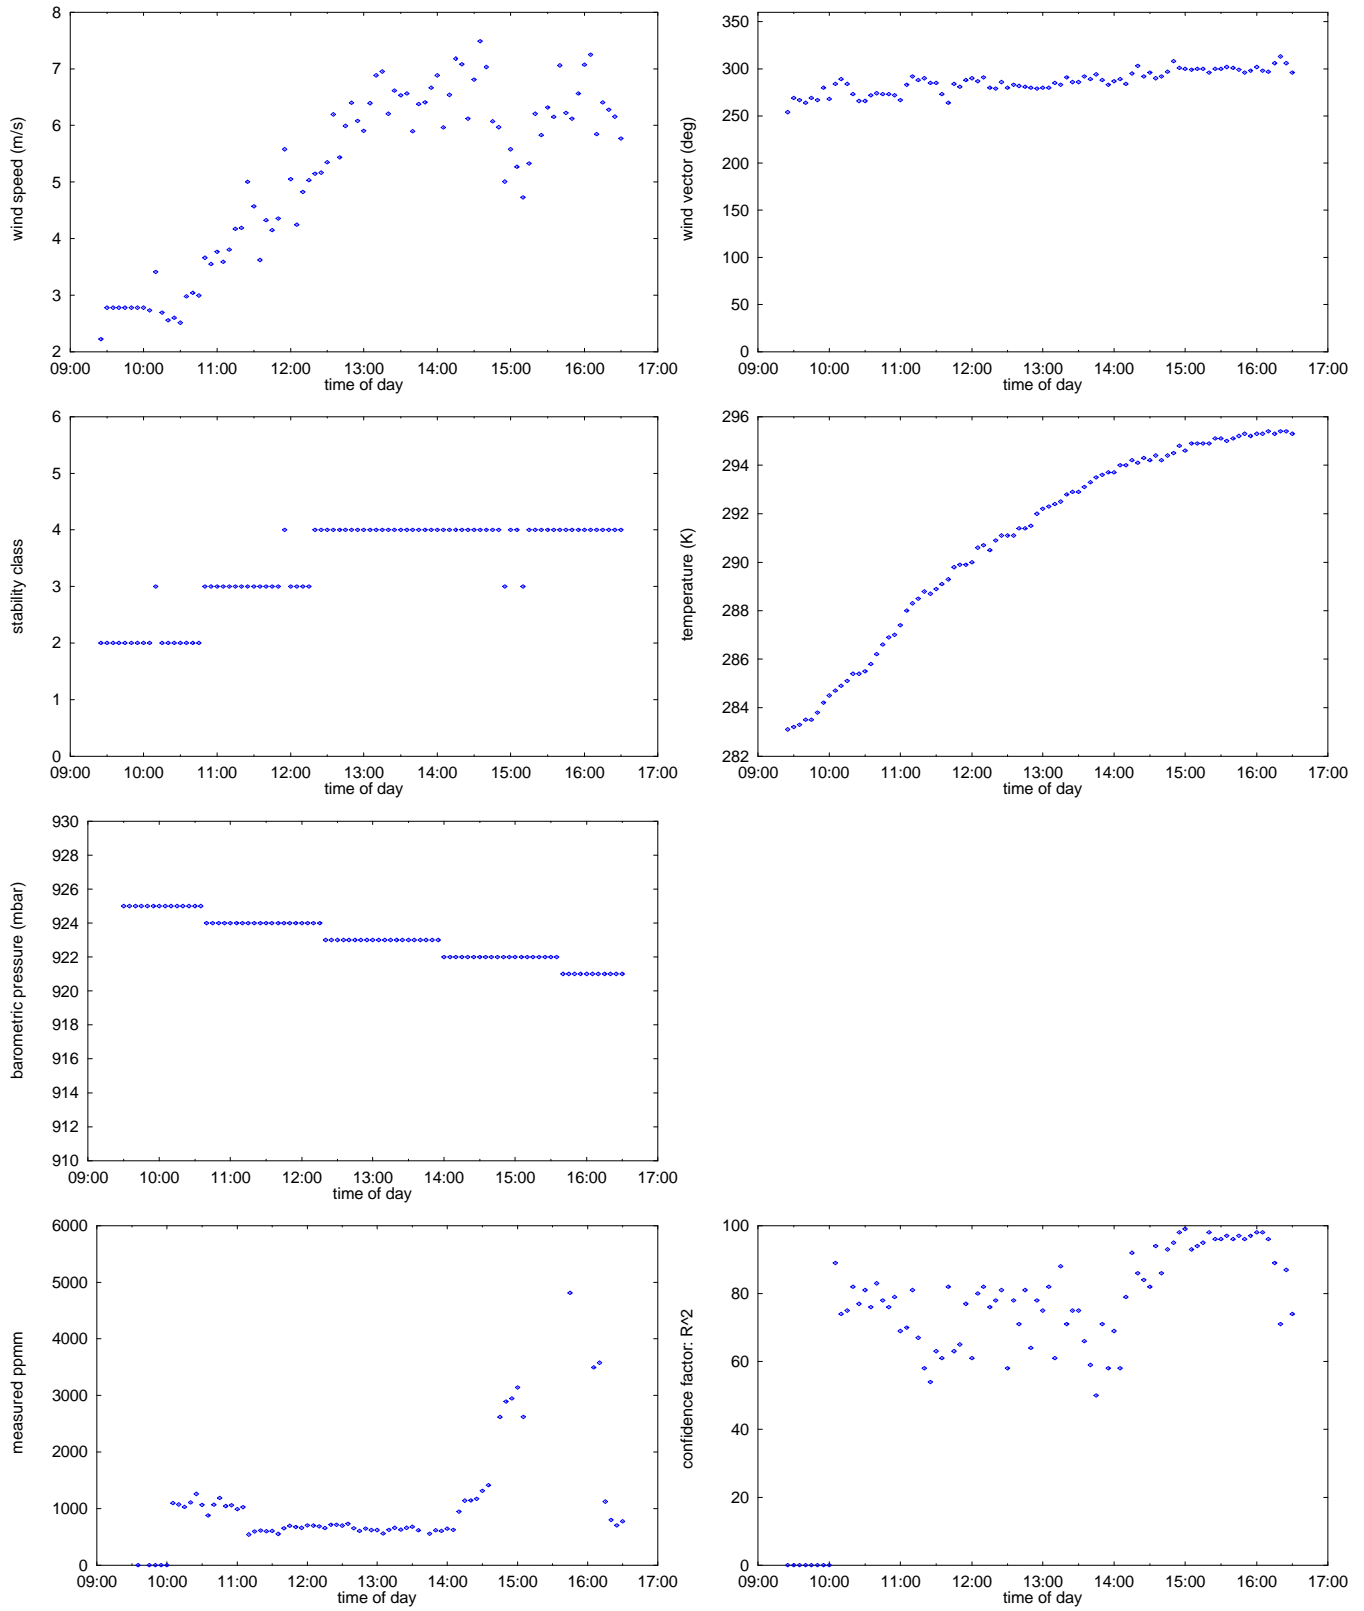 8
7
6
5
4
3
2
09:00 10:00 11:00 12:00 13:00 14:00 15:00 16:00 17:00
time of day
wind speed (m/s)
350
300
250
200
150
100
50
0
09:00 10:00 11:00 12:00 13:00 14:00 15:00 16:00 17:00
time of day
wind vector (deg)
6
5
4
3
2
1
0
09:00 10:00 11:00 12:00 13:00 14:00 15:00 16:00 17:00
time of day
stability class
296
294
292
290
288
286
284
282
09:00 10:00 11:00 12:00 13:00 14:00 15:00 16:00 17:00
time of day
temperature (K)
930
928
926
924
922
920
918
916
914
912
910
09:00 10:00 11:00 12:00 13:00 14:00 15:00 16:00 17:00
time of day
barometric pressure (mbar)
6000
5000
4000
3000
2000
1000
0
09:00 10:00 11:00 12:00 13:00 14:00 15:00 16:00 17:00
time of day
measured ppmm
100
80
60
40
20
0
09:00 10:00 11:00 12:00 13:00 14:00 15:00 16:00 17:00
time of day
confidence factor: R^2